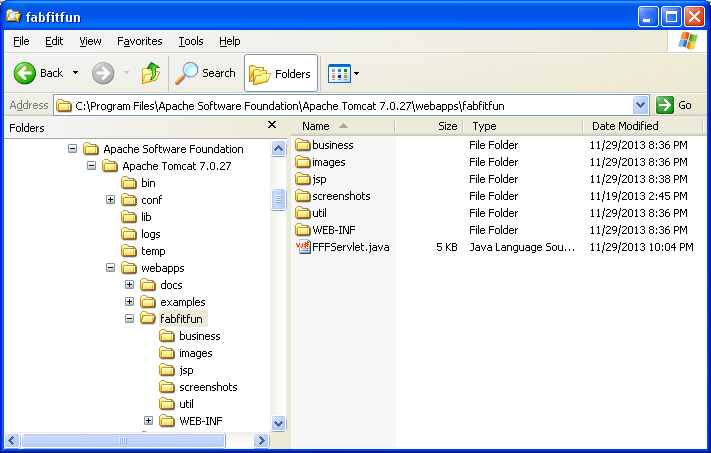 fabfitfun
File Edit View Favorites Tools Help
Back Search Folders
Address C:\Program Files\Apache Software Foundation\Apache Tomcat 7.0.27\webapps\fabfitfun Go
Folders
Apache Software Foundation
Apache Tomcat 7.0.27
bin
conf
lib
logs
temp
webapps
docs
examples
fabfitfun
business
images
jsp
screenshots
util
WEB-INF
Name Size Type Date Modified
business File Folder 11/29/2013 8:36 PM
images File Folder 11/29/2013 8:36 PM
jsp File Folder 11/29/2013 8:38 PM
screenshots File Folder 11/19/2013 2:45 PM
util File Folder 11/29/2013 8:36 PM
WEB-INF File Folder 11/29/2013 8:36 PM
FFFServlet.java 5 KB Java Language Sou... 11/29/2013 10:04 PM